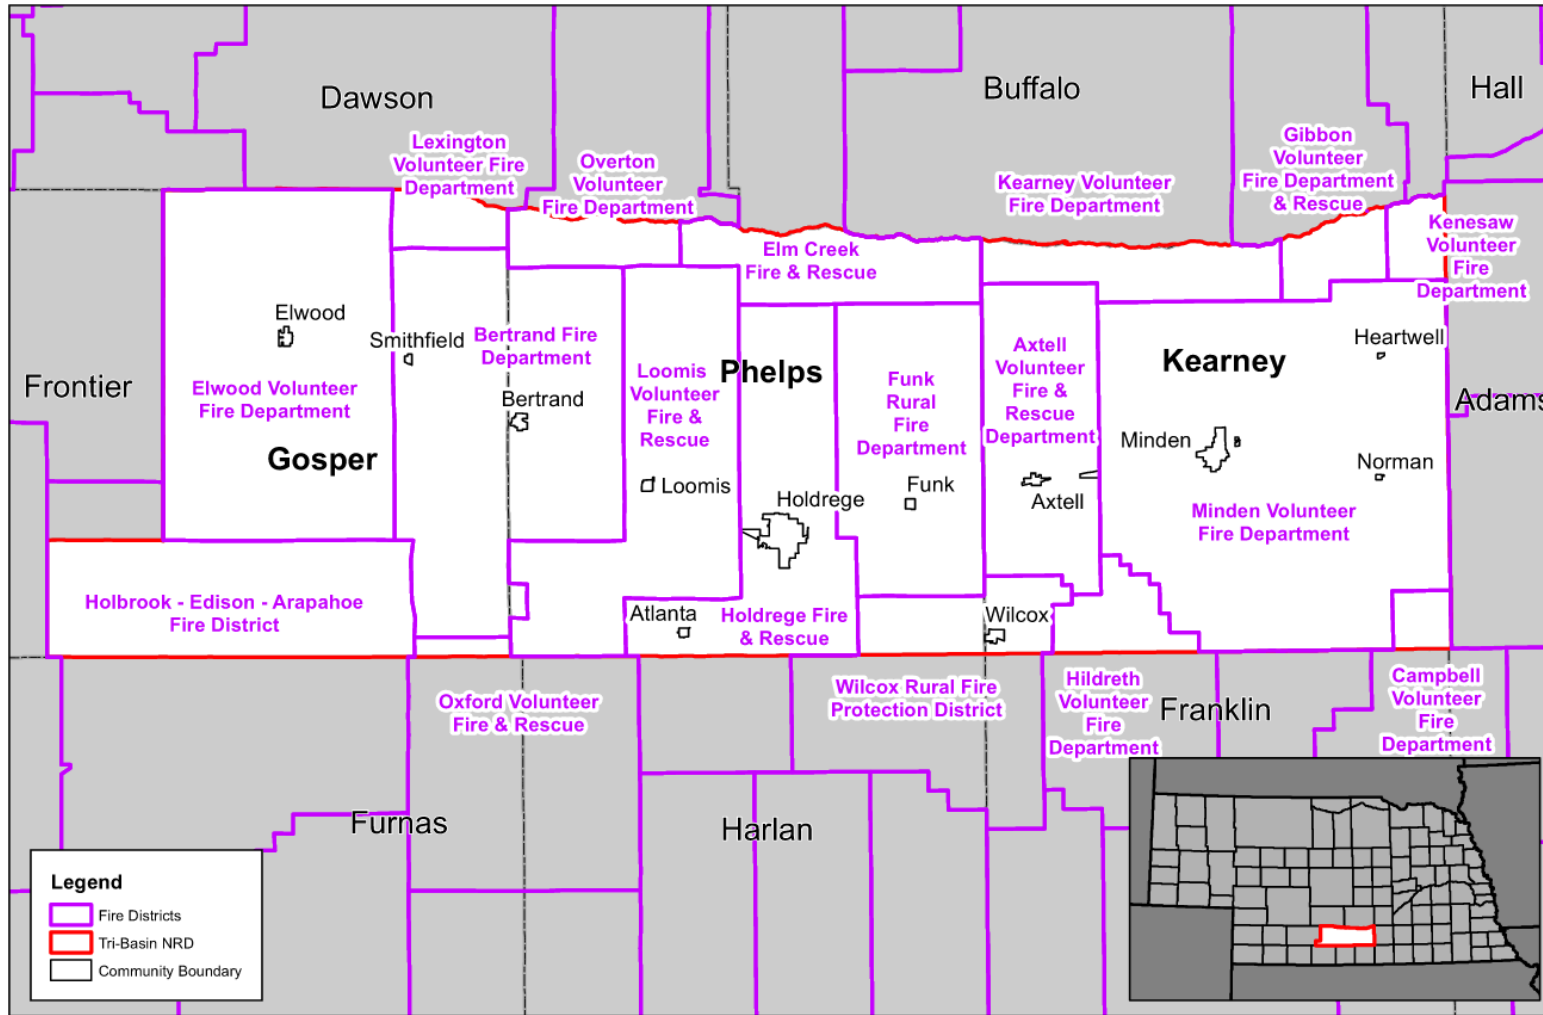 Dawson
Buffalo
Hall
Lexington
Volunteer Fire
Department
Overton
Volunteer
Fire Department
Kearney Volunteer
Fire Department
Gibbon
Volunteer
Fire Department
& Rescue
Kenesaw
Volunteer
Fire
Department
Elm Creek
Fire & Rescue
Elwood
Smithfield
Bertrand Fire
Department
Heartwell
Frontier
Elwood Volunteer
Fire Department
Bertrand
Loomis
Volunteer
Fire &
Rescue
Phelps
Funk
Rural
Fire
Department
Axtell
Volunteer
Fire &
Rescue
Department
Kearney
Adams
Gosper
Minden
Norman
Loomis
Holdrege
Funk
Axtell
Minden Volunteer
Fire Department
Holbrook - Edison - Arapahoe
Fire District
Atlanta
Holdrege Fire
& Rescue
Wilcox
Oxford Volunteer
Fire & Rescue
Wilcox Rural Fire
Protection District
Hildreth
Volunteer
Fire
Department
Franklin
Campbell
Volunteer
Fire
Department
Furnas
Harlan
Legend
Fire Districts
Tri-Basin NRD
Community Boundary